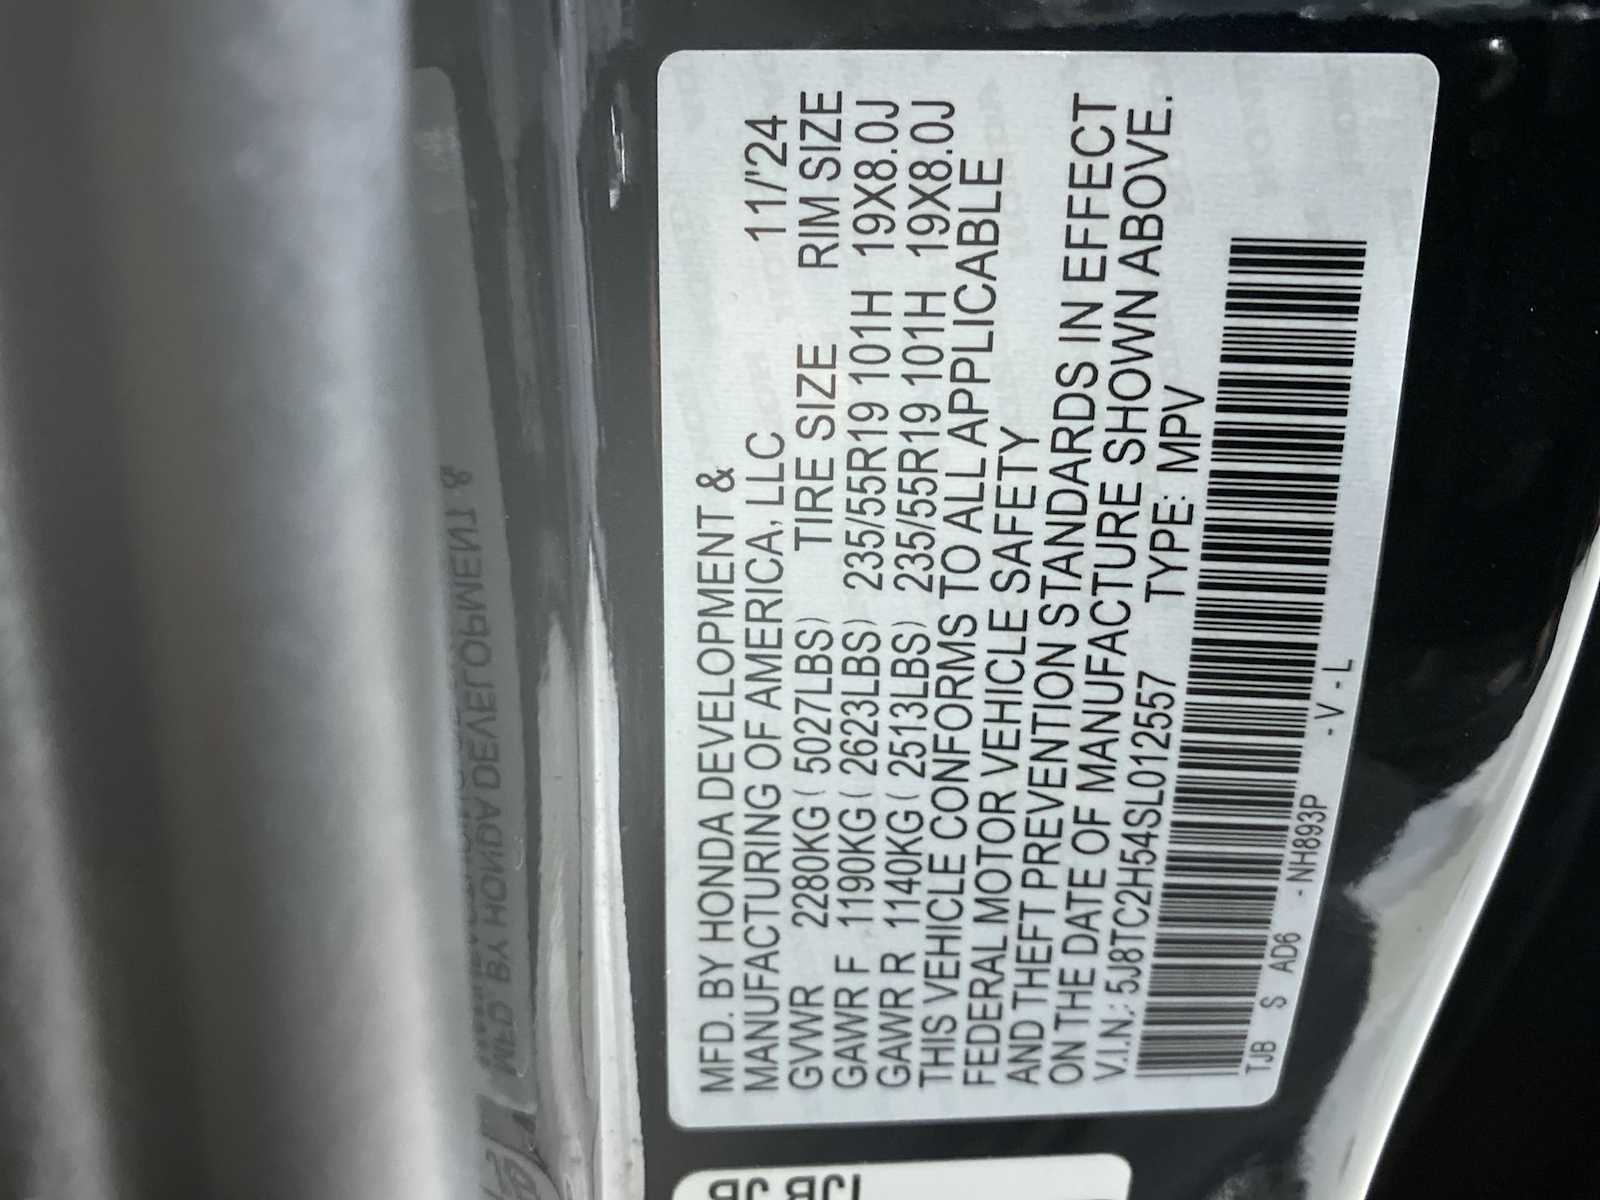 MFD. BY HONDA DEVELOPMENT &
MANUFACTURING OF AMERICA, LLC 11/'24
GVWR 2280KG ( 5027LBS) TIRE SIZE RIM SIZE
GAWR F 1190KG ( 2623LBS) 235/55R19 101H 19X8.0J
GAWR R 1140KG ( 2513LBS) 235/55R19 101H 19X8.0J
THIS VEHICLE CONFORMS TO ALL APPLICABLE
FEDERAL MOTOR VEHICLE SAFETY
AND THEFT PREVENTION STANDARDS IN EFFECT
ON THE DATE OF MANUFACTURE SHOWN ABOVE.
V.I.N.: 5J8TC2H54SL012557 TYPE: MPV
TJB S AD6 - NH893P - V - L